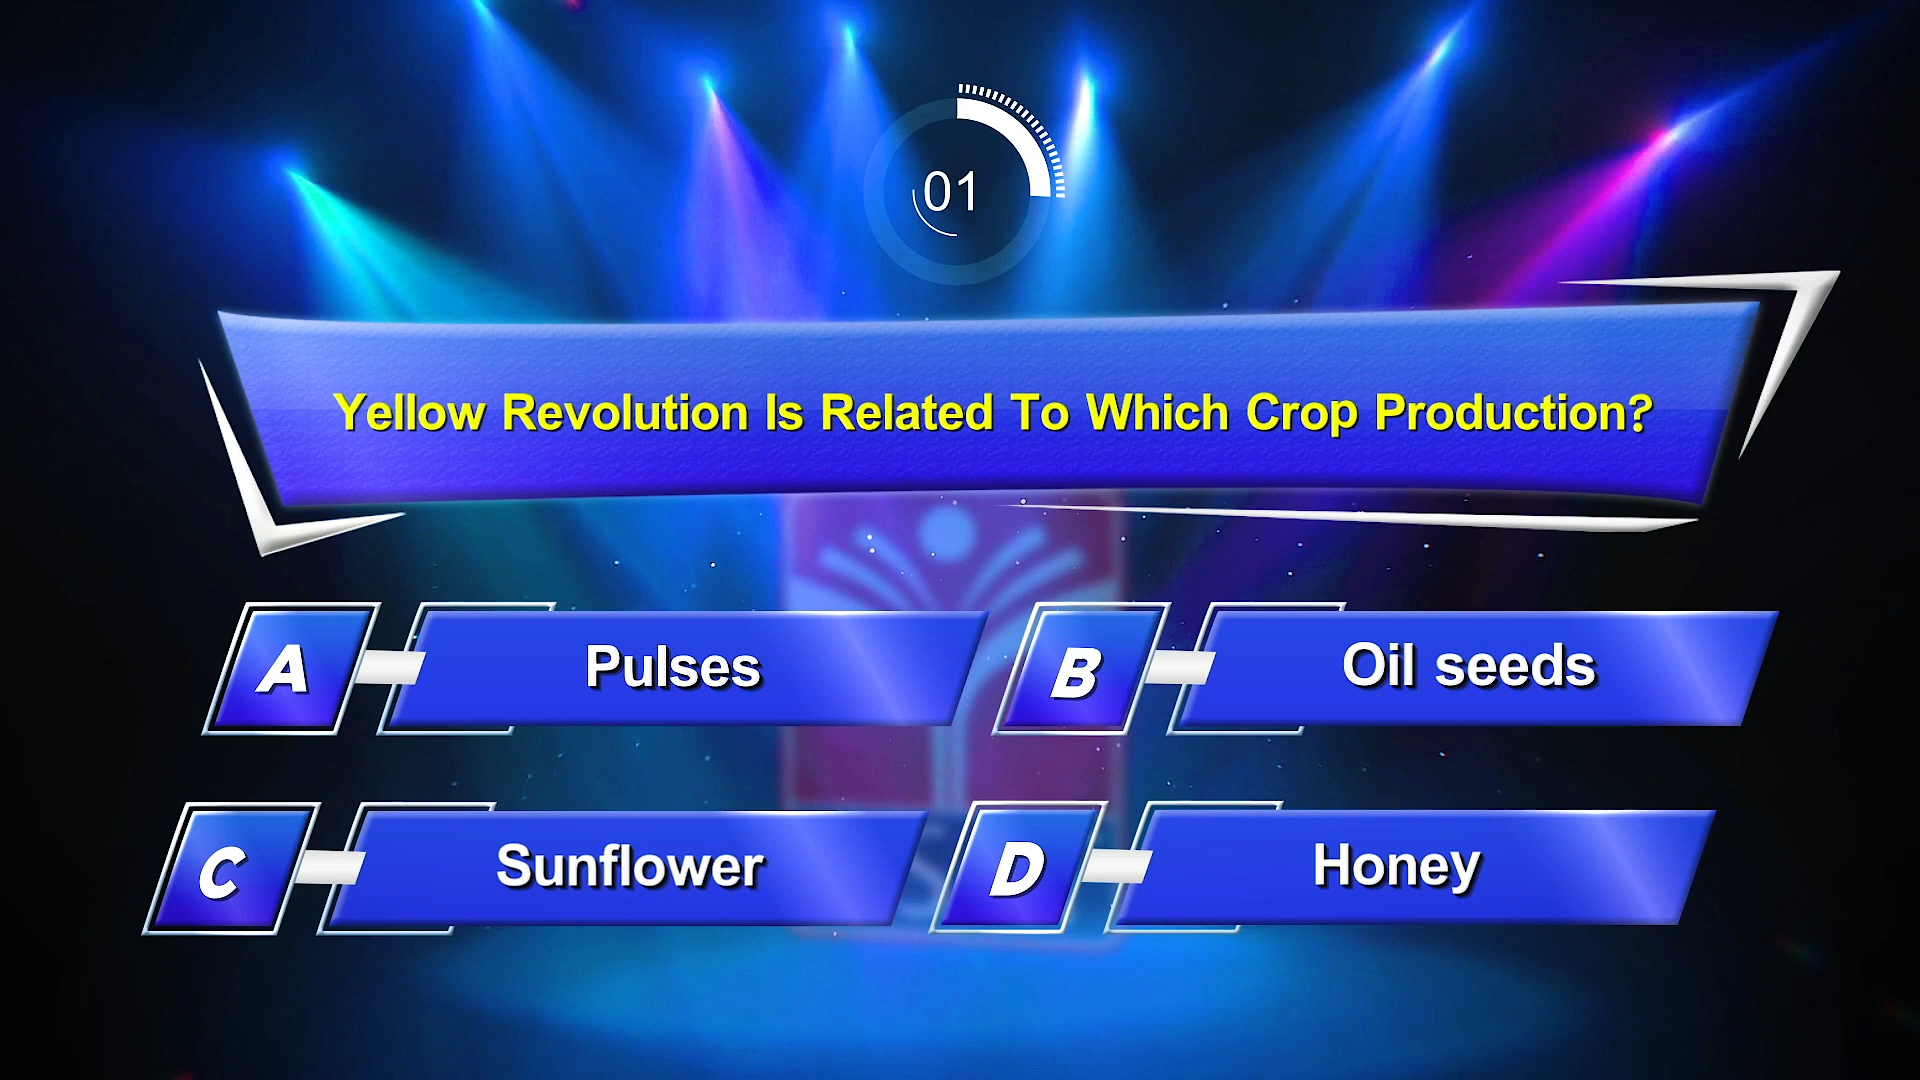 01
Yellow Revolution Is Related To Which Crop Production?
A Pulses
B Oil seeds
C Sunflower
D Honey